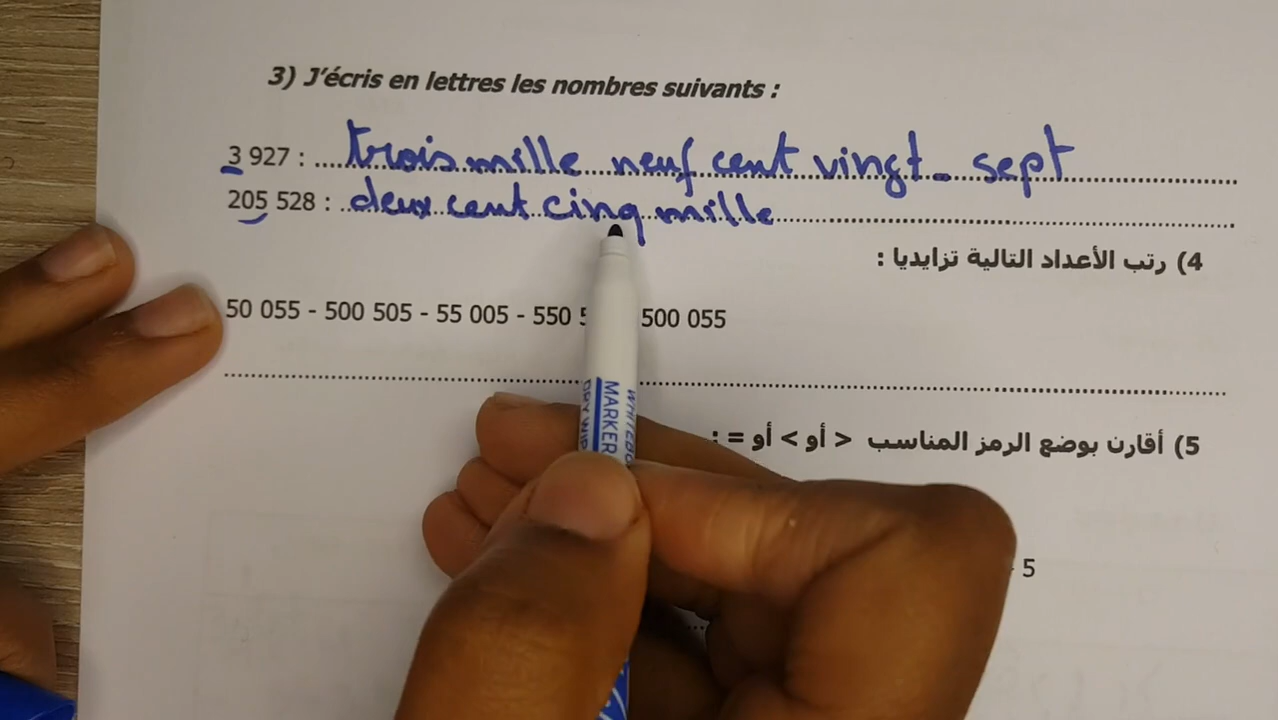 3) J'écris en lettres les nombres suivants :
3 927 : trois mille neuf cent vingt-sept
205 528 : deux cent cinq mille
4) رتب الأعداد التالية تزايديا :
50 055 - 500 505 - 55 005 - 550 5 500 055
5) أقارن بوضع الرمز المناسب > أو < أو = :
5
MARKER